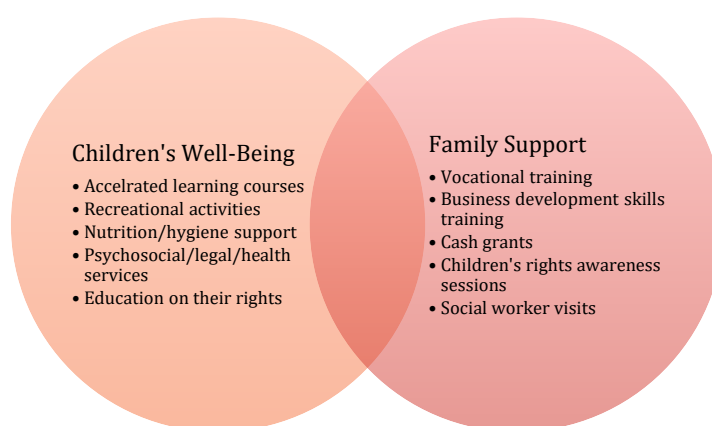 Children's Well-Being
• Accelrated learning courses
• Recreational activities
• Nutrition/hygiene support
• Psychosocial/legal/health
services
• Education on their rights
Family Support
• Vocational training
• Business development skills
training
• Cash grants
• Children's rights awareness
sessions
• Social worker visits